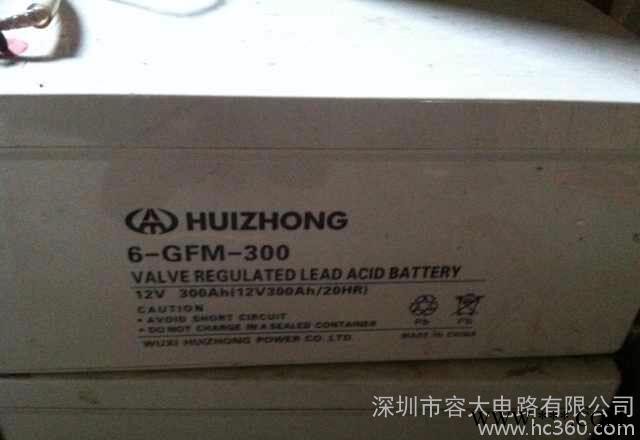 HUIZHONG
6-GFM-300
VALVE REGULATED LEAD ACID BATTERY
12V 300Ah(12V300Ah/20HR)
CAUTION
• AVOID SHORT CIRCUIT
• DO NOT CHARGE IN A SEALED CONTAINER
WUXI HUIZHONG POWER CO.LTD.
Pb Pb
MADE IN CHINA
深圳市容大电路有限公司
www.hc360.com